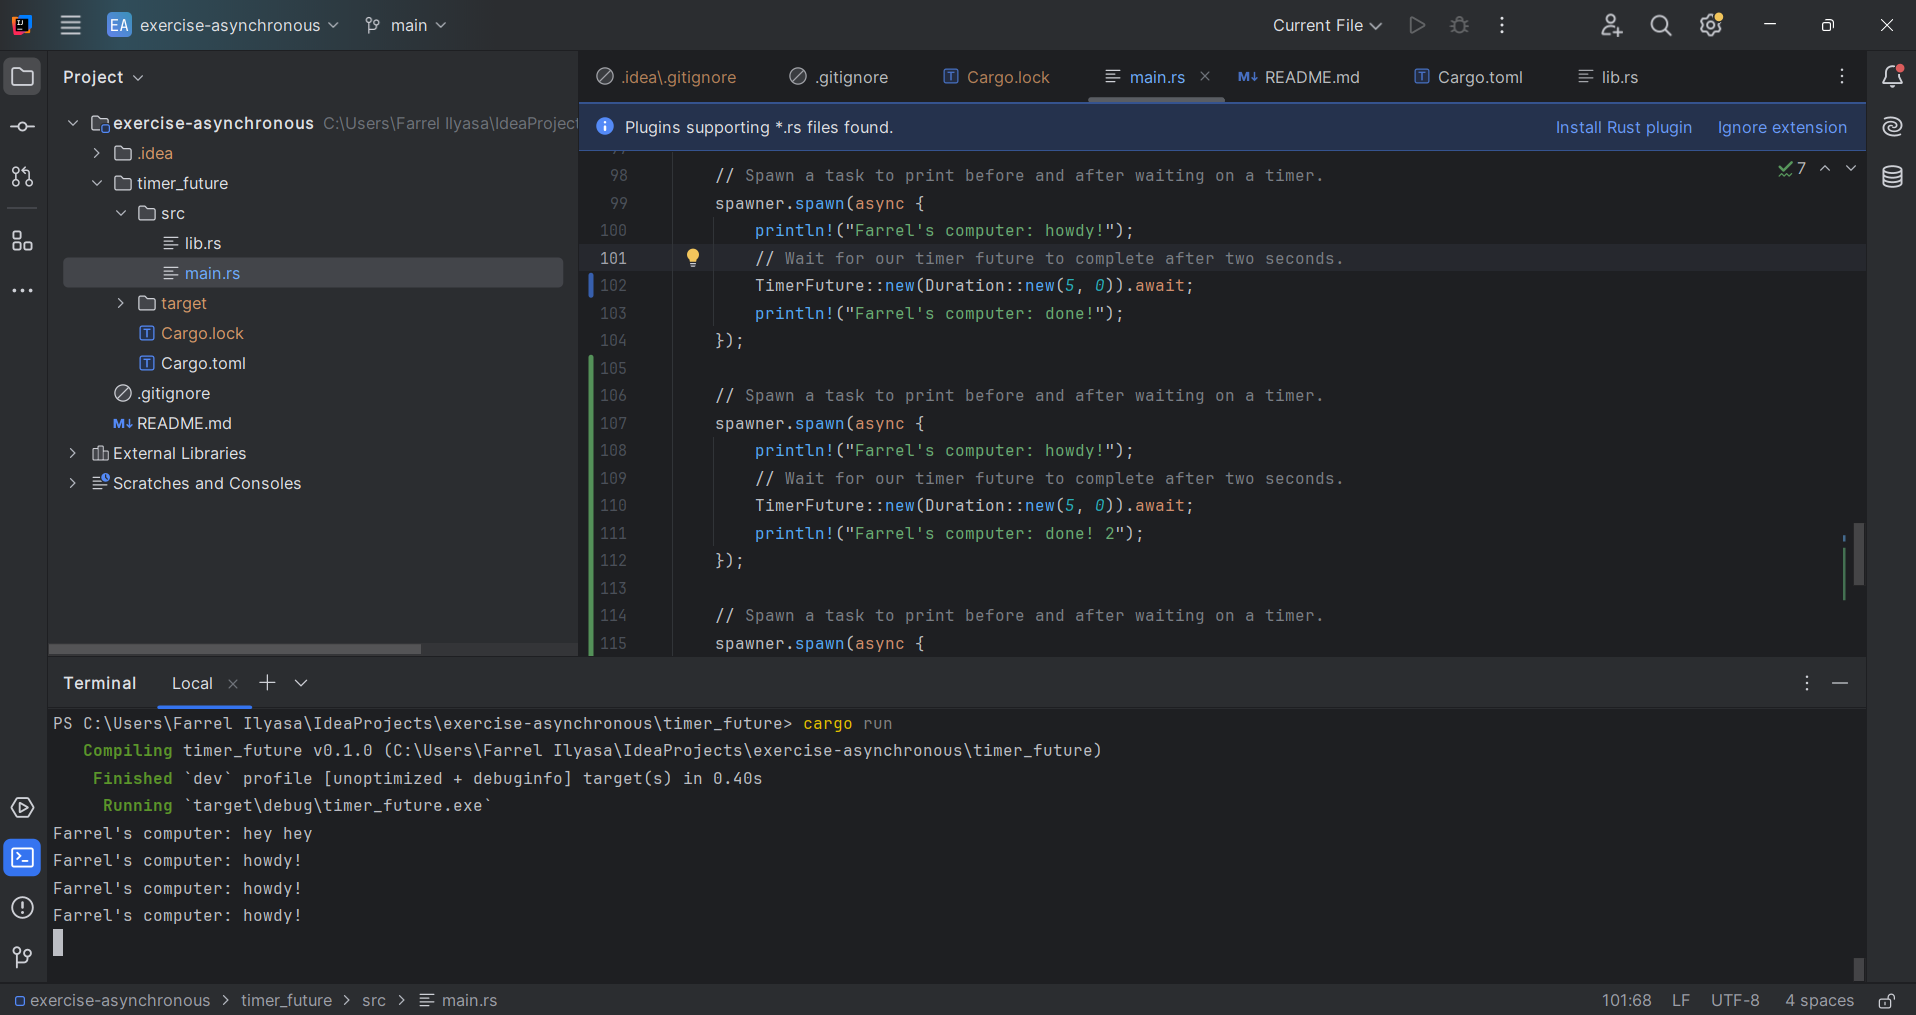 EA exercise-asynchronous main Current File
Project
.idea\.gitignore .gitignore Cargo.lock main.rs README.md Cargo.toml lib.rs
exercise-asynchronous C:\Users\Farrel Ilyasa\IdeaProject
.idea
timer_future
src
lib.rs
main.rs
target
Cargo.lock
Cargo.toml
.gitignore
README.md
External Libraries
Scratches and Consoles
Plugins supporting *.rs files found. Install Rust plugin Ignore extension
7
98 // Spawn a task to print before and after waiting on a timer.
99 spawner.spawn(async {
100 println!("Farrel's computer: howdy!");
101 // Wait for our timer future to complete after two seconds.
102 TimerFuture::new(Duration::new(5, 0)).await;
103 println!("Farrel's computer: done!");
104 });
105
106 // Spawn a task to print before and after waiting on a timer.
107 spawner.spawn(async {
108 println!("Farrel's computer: howdy!");
109 // Wait for our timer future to complete after two seconds.
110 TimerFuture::new(Duration::new(5, 0)).await;
111 println!("Farrel's computer: done! 2");
112 });
113
114 // Spawn a task to print before and after waiting on a timer.
115 spawner.spawn(async {
Terminal Local
PS C:\Users\Farrel Ilyasa\IdeaProjects\exercise-asynchronous\timer_future> cargo run
Compiling timer_future v0.1.0 (C:\Users\Farrel Ilyasa\IdeaProjects\exercise-asynchronous\timer_future)
Finished `dev` profile [unoptimized + debuginfo] target(s) in 0.40s
Running `target\debug\timer_future.exe`
Farrel's computer: hey hey
Farrel's computer: howdy!
Farrel's computer: howdy!
Farrel's computer: howdy!
exercise-asynchronous > timer_future > src > main.rs 101:68 LF UTF-8 4 spaces